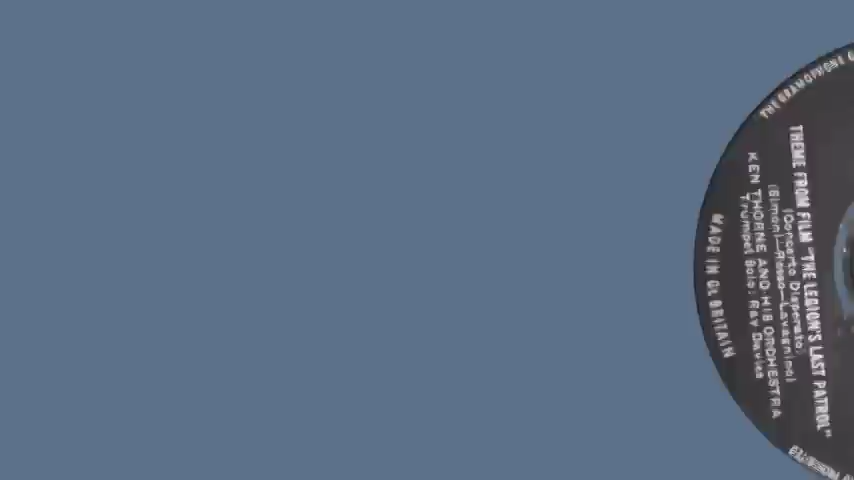 THE GRAMOPHONE
THEME FROM FILM "THE LEGION'S LAST PATROL"
(Concerto Disperato)
(Simoni—Rosso—Lavagnino)
KEN THORNE AND HIS ORCHESTRA
Trumpet Solo: Ray Davies
MADE IN GT. BRITAIN